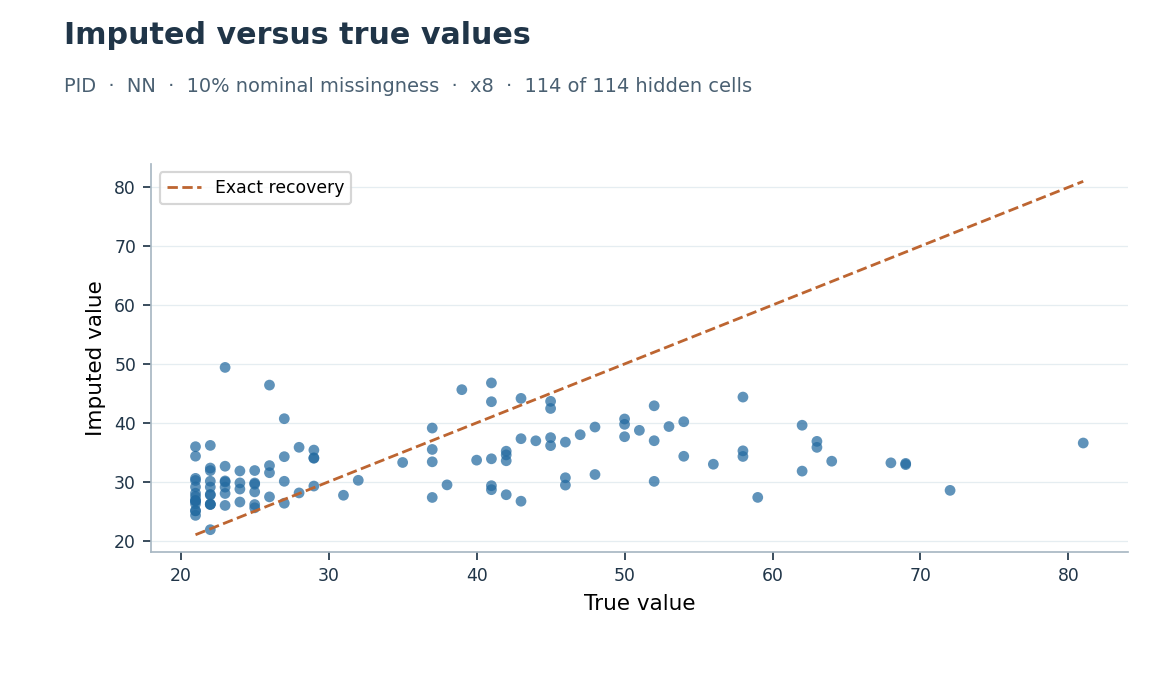 Imputed versus true values
PID · NN · 10% nominal missingness · x8 · 114 of 114 hidden cells
Exact recovery
80
70
60
50
40
30
20
Imputed value
20 30 40 50 60 70 80
True value